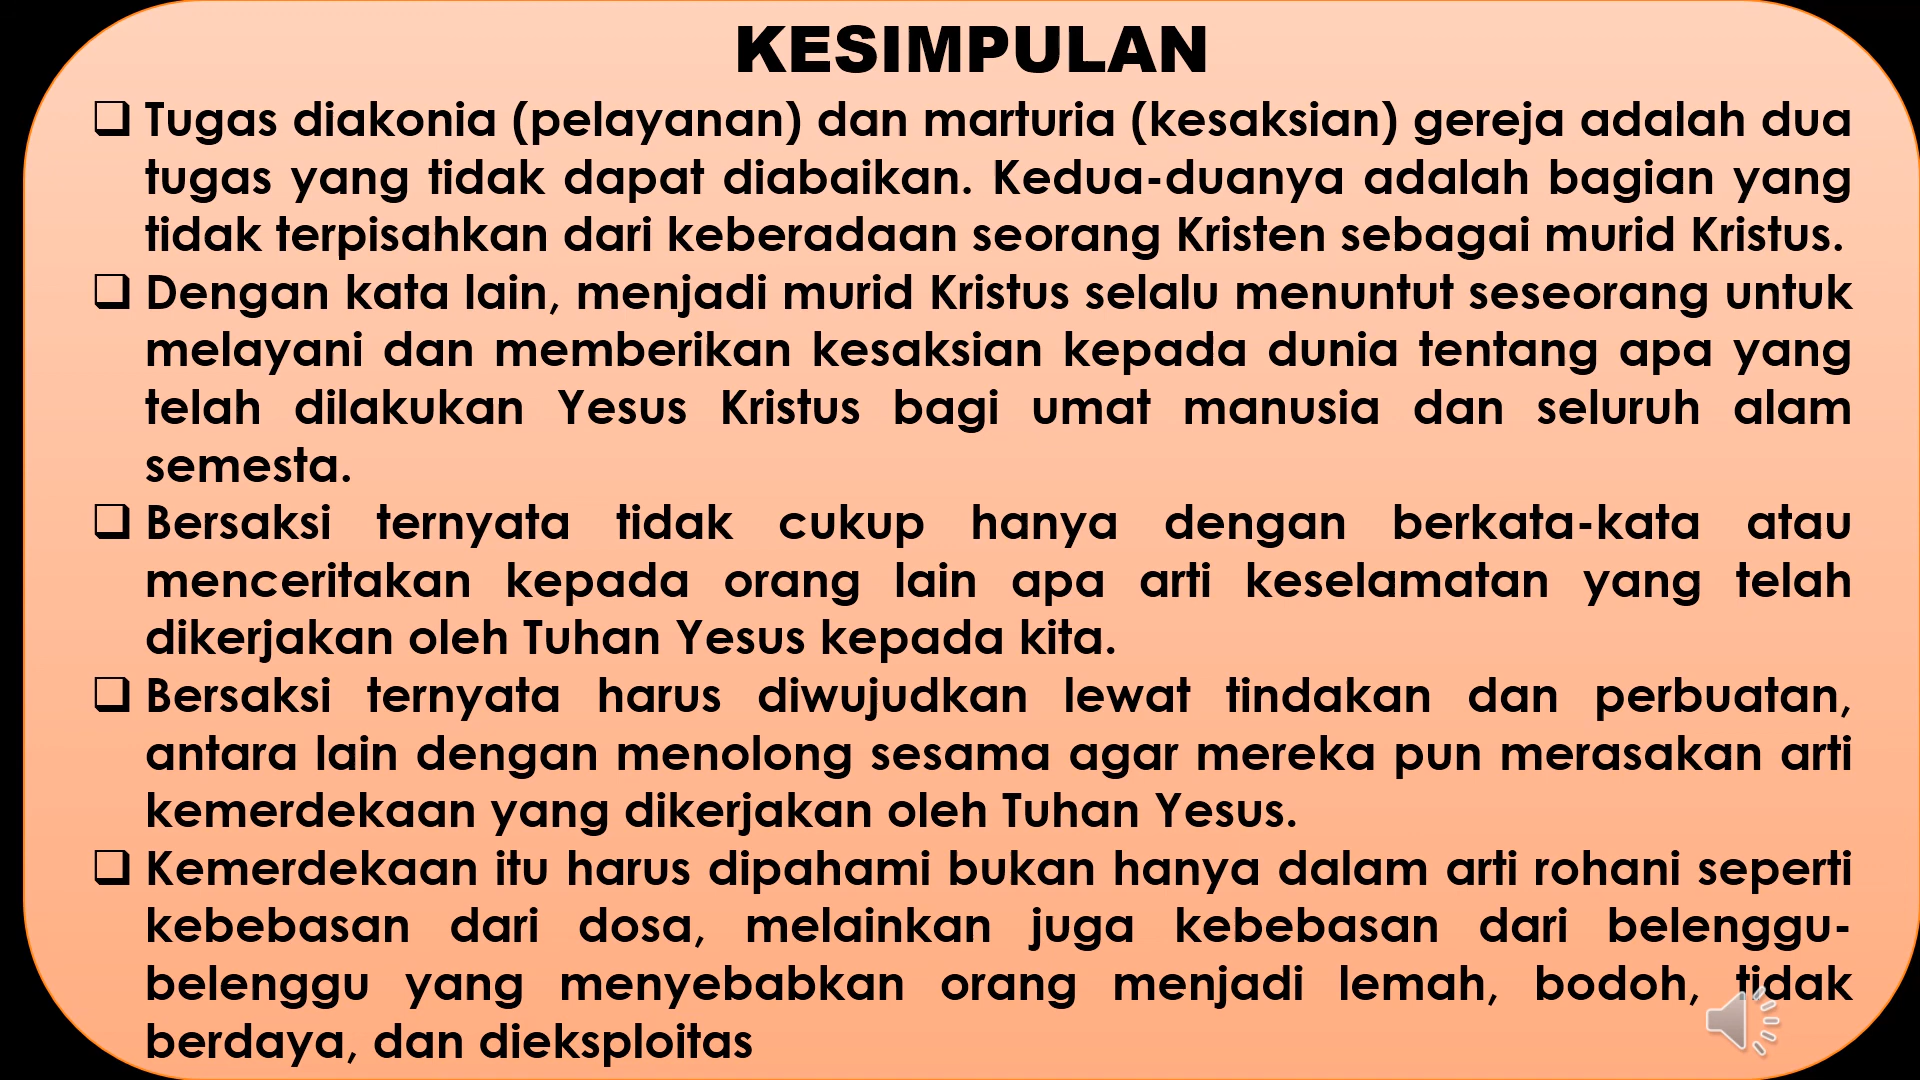 KESIMPULAN
❑ Tugas diakonia (pelayanan) dan marturia (kesaksian) gereja adalah dua
tugas yang tidak dapat diabaikan. Kedua-duanya adalah bagian yang
tidak terpisahkan dari keberadaan seorang Kristen sebagai murid Kristus.
❑ Dengan kata lain, menjadi murid Kristus selalu menuntut seseorang untuk
melayani dan memberikan kesaksian kepada dunia tentang apa yang
telah dilakukan Yesus Kristus bagi umat manusia dan seluruh alam
semesta.
❑ Bersaksi ternyata tidak cukup hanya dengan berkata-kata atau
menceritakan kepada orang lain apa arti keselamatan yang telah
dikerjakan oleh Tuhan Yesus kepada kita.
❑ Bersaksi ternyata harus diwujudkan lewat tindakan dan perbuatan,
antara lain dengan menolong sesama agar mereka pun merasakan arti
kemerdekaan yang dikerjakan oleh Tuhan Yesus.
❑ Kemerdekaan itu harus dipahami bukan hanya dalam arti rohani seperti
kebebasan dari dosa, melainkan juga kebebasan dari belenggu-
belenggu yang menyebabkan orang menjadi lemah, bodoh, tidak
berdaya, dan dieksploitas